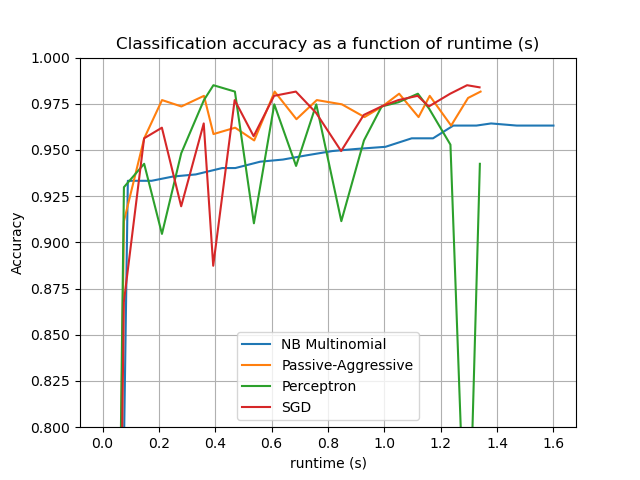 Classification accuracy as a function of runtime (s)
1.000
0.975
0.950
0.925
0.900
0.875
0.850
0.825
0.800
Accuracy
NB Multinomial
Passive-Aggressive
Perceptron
SGD
0.0 0.2 0.4 0.6 0.8 1.0 1.2 1.4 1.6
runtime (s)